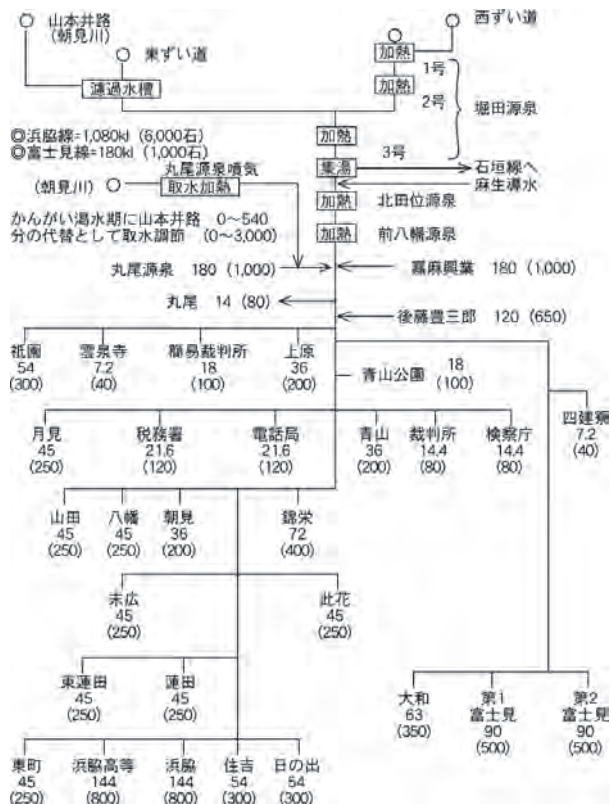 山本井路
(朝見川)
東ずい道
西ずい道
濾過水槽
加熱
1号
加熱
2号
堀田源泉
加熱
3号
◎浜脇線=1,080kl (6,000石)
◎富士見線=180kl (1,000石)
丸尾源泉噴気
(朝見川)
取水加熱
集湯
石垣線へ
麻生導水
加熱
北田位源泉
かんがい渇水期に山本井路 0〜540
分の代替として取水調節 (0〜3,000)
加熱
前八幡源泉
丸尾源泉 180 (1,000)
嘉麻興業 180 (1,000)
丸尾 14 (80)
後藤豊三郎 120 (650)
祇園
54
(300)
雲泉寺
7.2
(40)
簡易裁判所
18
(100)
上原
36
(200)
青山公園
18
(100)
四建寮
7.2
(40)
月見
45
(250)
税務署
21.6
(120)
電話局
21.6
(120)
青山
36
(200)
裁判所
14.4
(80)
検察庁
14.4
(80)
山田
45
(250)
八幡
45
(250)
朝見
36
(200)
錦栄
72
(400)
末広
45
(250)
此花
45
(250)
東蓮田
45
(250)
蓮田
45
(250)
大和
63
(350)
第1
富士見
90
(500)
第2
富士見
90
(500)
東町
45
(250)
浜脇高等
144
(800)
浜脇
144
(800)
住吉
54
(300)
日の出
54
(300)